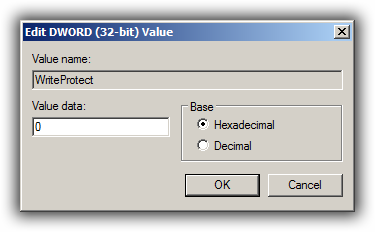 Edit DWORD (32-bit) Value
Value name:
WriteProtect
Value data:
0
Base
Hexadecimal
Decimal
OK
Cancel